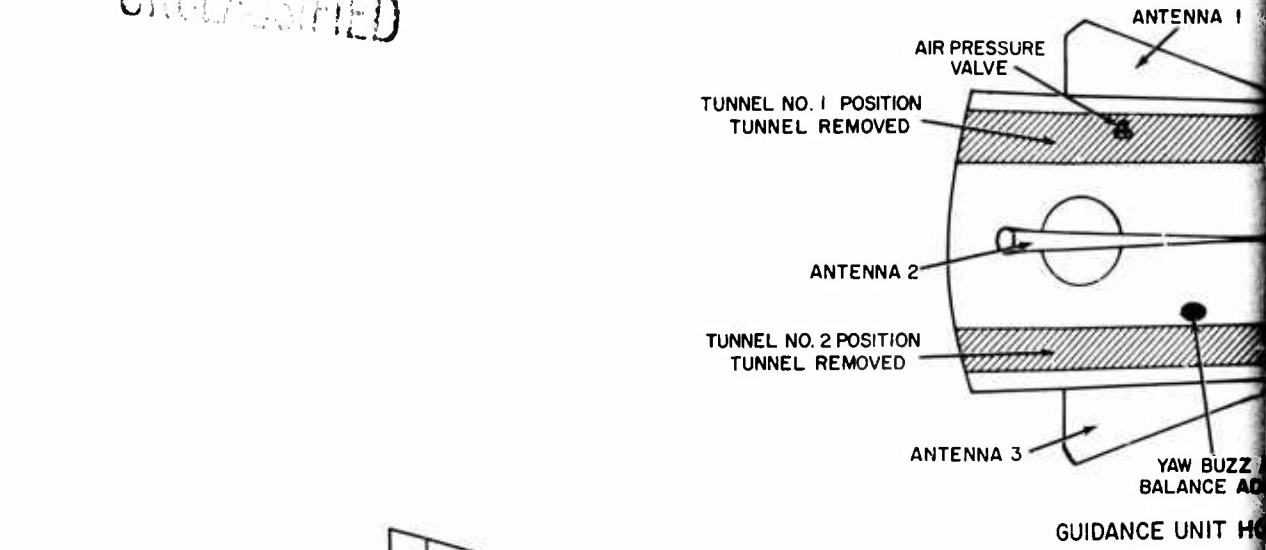 UNCLASSIFIED
ANTENNA 1
AIR PRESSURE
VALVE
TUNNEL NO. 1 POSITION
TUNNEL REMOVED
ANTENNA 2
TUNNEL NO. 2 POSITION
TUNNEL REMOVED
ANTENNA 3
YAW BUZZ
BALANCE
GUIDANCE UNIT